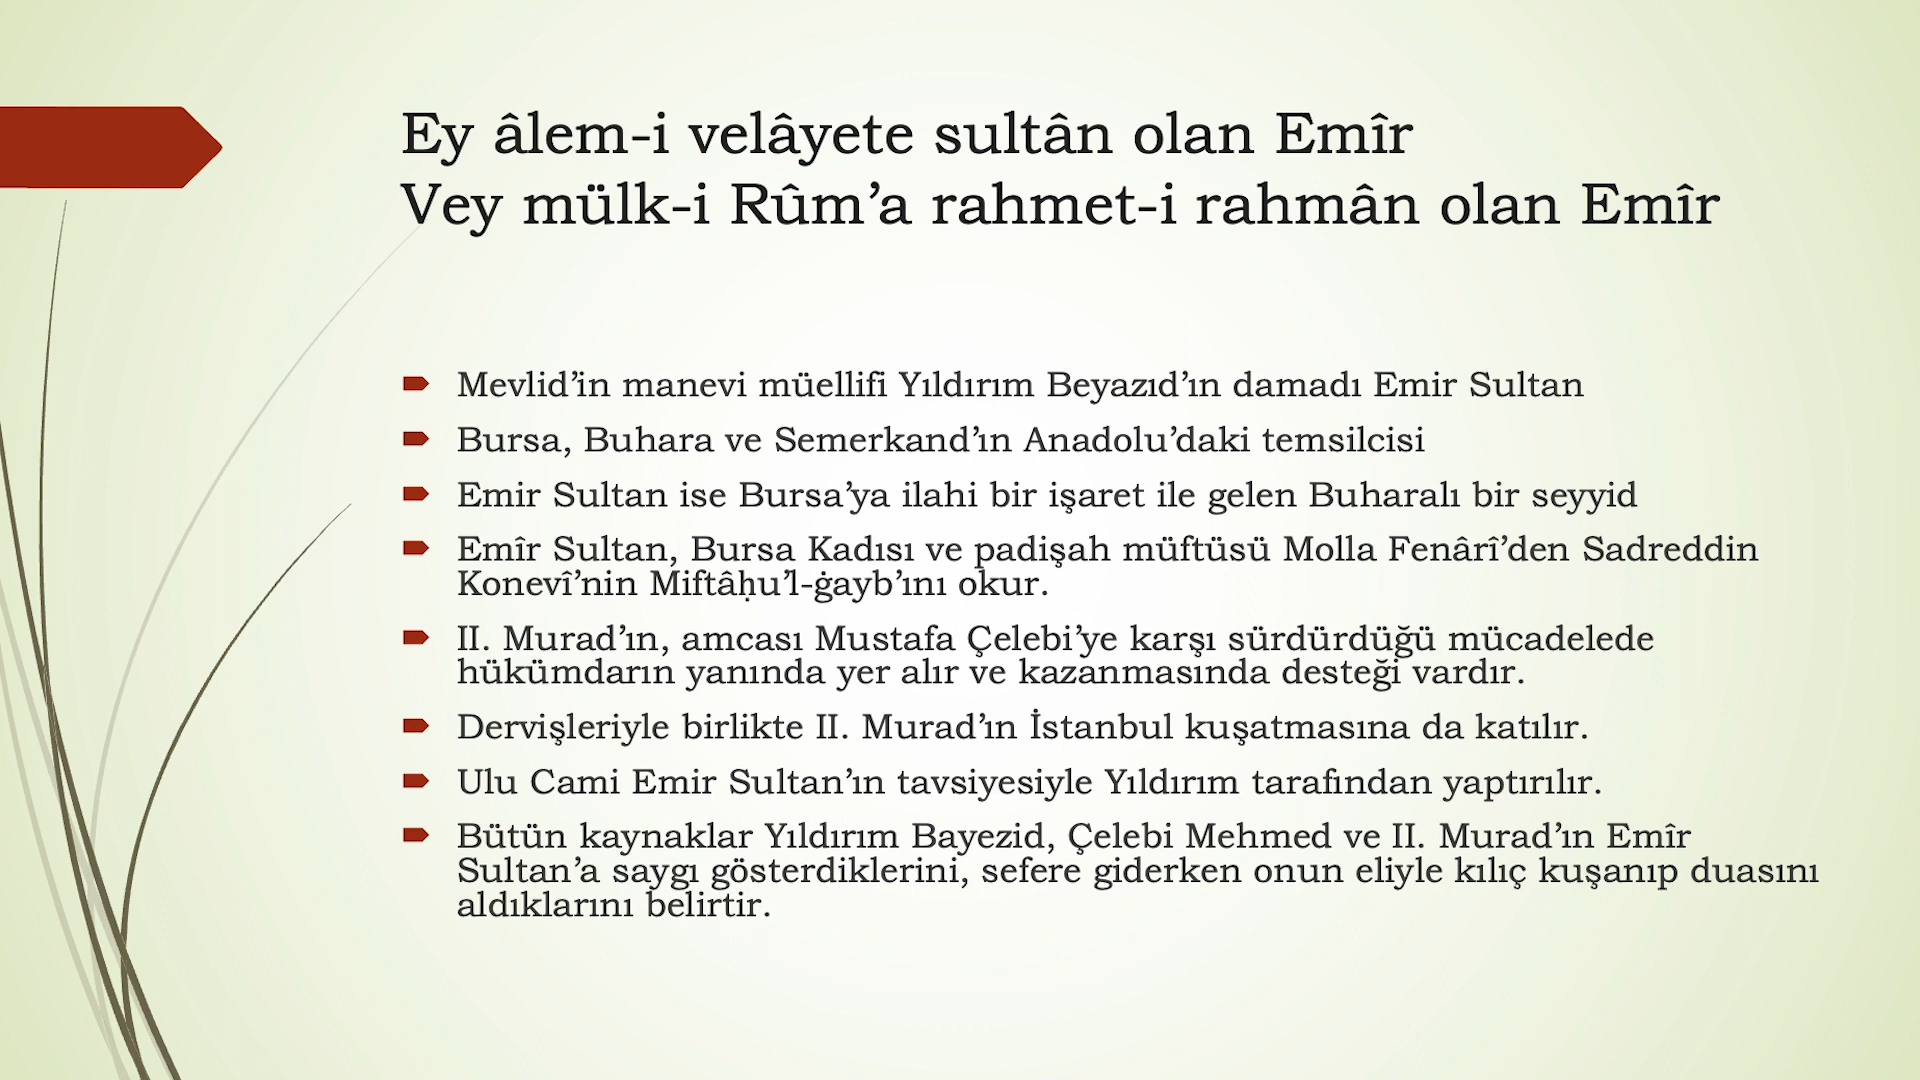 Ey âlem-i velâyete sultân olan Emîr
Vey mülk-i Rûm’a rahmet-i rahmân olan Emîr
Mevlid’in manevi müellifi Yıldırım Beyazıd’ın damadı Emir Sultan
Bursa, Buhara ve Semerkand’ın Anadolu’daki temsilcisi
Emir Sultan ise Bursa’ya ilahi bir işaret ile gelen Buharalı bir seyyid
Emîr Sultan, Bursa Kadısı ve padişah müftüsü Molla Fenârî’den Sadreddin
Konevî’nin Miftâḥu’l-ġayb’ını okur.
II. Murad’ın, amcası Mustafa Çelebi’ye karşı sürdürdüğü mücadelede
hükümdarın yanında yer alır ve kazanmasında desteği vardır.
Dervişleriyle birlikte II. Murad’ın İstanbul kuşatmasına da katılır.
Ulu Cami Emir Sultan’ın tavsiyesiyle Yıldırım tarafından yaptırılır.
Bütün kaynaklar Yıldırım Bayezid, Çelebi Mehmed ve II. Murad’ın Emîr
Sultan’a saygı gösterdiklerini, sefere giderken onun eliyle kılıç kuşanıp duasını
aldıklarını belirtir.